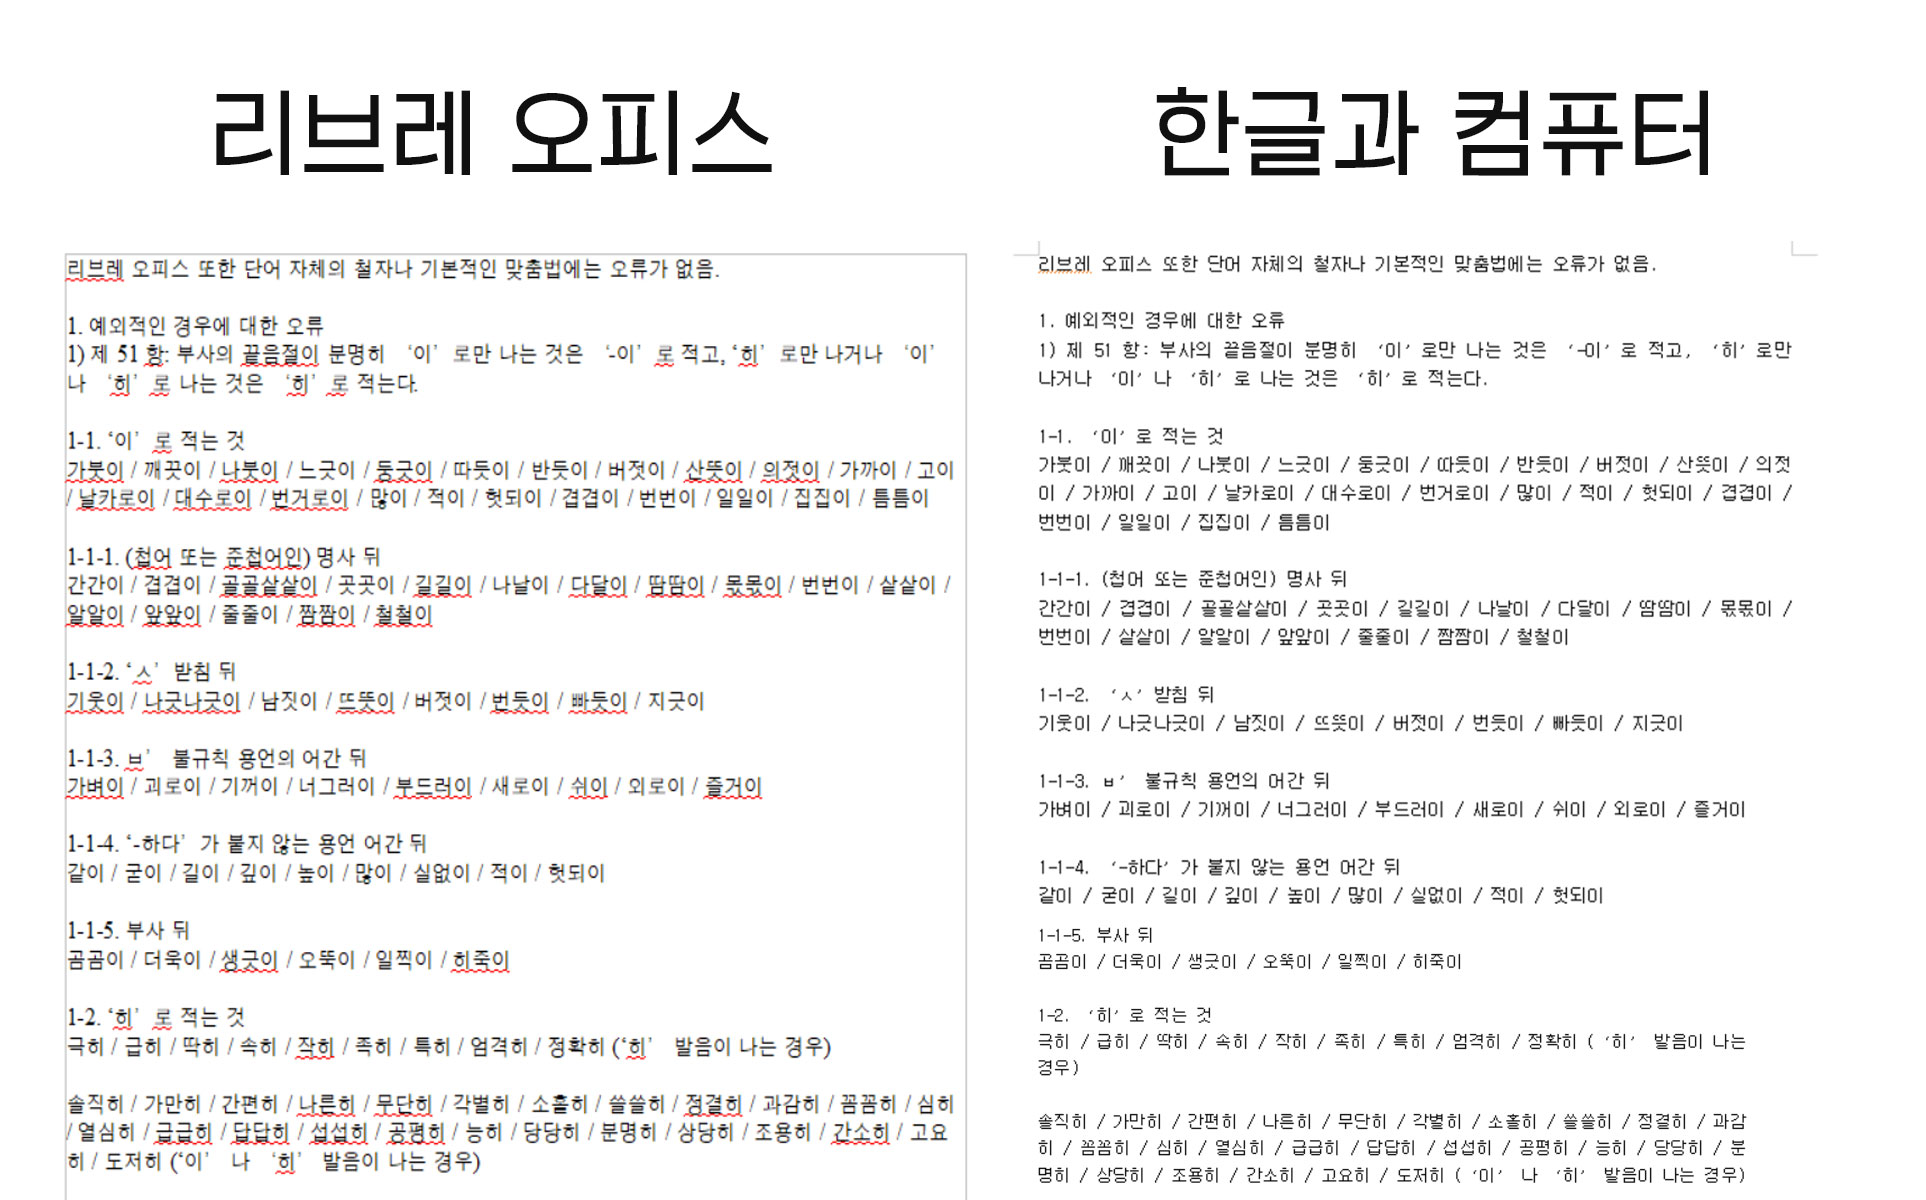 리브레 오피스
리브레 오피스 또한 단어 자체의 철자나 기본적인 맞춤법에는 오류가 없음.
1. 예외적인 경우에 대한 오류
1) 제 51 항: 부사의 끝음절이 분명히 ‘이’ 로만 나는 것은 ‘-이’ 로 적고, ‘히’ 로만 나거나 ‘이’
나 ‘히’ 로 나는 것은 ‘히’ 로 적는다.
1-1. ‘이’ 로 적는 것
가붓이 / 깨끗이 / 나붓이 / 느긋이 / 둥긋이 / 따듯이 / 반듯이 / 버젓이 / 산뜻이 / 의젓이 / 가까이 / 고이
/ 날카로이 / 대수로이 / 번거로이 / 많이 / 적이 / 헛되이 / 겹겹이 / 번번이 / 일일이 / 집집이 / 틈틈이
1-1-1. (첩어 또는 준첩어인) 명사 뒤
간간이 / 겹겹이 / 골골샅샅이 / 곳곳이 / 길길이 / 나날이 / 다달이 / 땀땀이 / 몫몫이 / 번번이 / 샅샅이 /
알알이 / 앞앞이 / 줄줄이 / 짬짬이 / 철철이
1-1-2. ‘ㅅ’ 받침 뒤
기웃이 / 나긋나긋이 / 남짓이 / 뜨뜻이 / 버젓이 / 번듯이 / 빠듯이 / 지긋이
1-1-3. ㅂ’ 불규칙 용언의 어간 뒤
가벼이 / 괴로이 / 기꺼이 / 너그러이 / 부드러이 / 새로이 / 쉬이 / 외로이 / 즐거이
1-1-4. ‘-하다’ 가 붙지 않는 용언 어간 뒤
같이 / 굳이 / 길이 / 깊이 / 높이 / 많이 / 실없이 / 적이 / 헛되이
1-1-5. 부사 뒤
곰곰이 / 더욱이 / 생긋이 / 오뚝이 / 일찍이 / 히죽이
1-2. ‘히’ 로 적는 것
극히 / 급히 / 딱히 / 속히 / 작히 / 족히 / 특히 / 엄격히 / 정확히 (‘히’ 발음이 나는 경우)
솔직히 / 가만히 / 간편히 / 나른히 / 무단히 / 각별히 / 소홀히 / 쓸쓸히 / 정결히 / 과감히 / 꼼꼼히 / 심히
/ 열심히 / 급급히 / 답답히 / 섭섭히 / 공평히 / 능히 / 당당히 / 분명히 / 상당히 / 조용히 / 간소히 / 고요
히 / 도저히 (‘이’ 나 ‘히’ 발음이 나는 경우)
한글과 컴퓨터
리브레 오피스 또한 단어 자체의 철자나 기본적인 맞춤법에는 오류가 없음.
1. 예외적인 경우에 대한 오류
1) 제 51 항: 부사의 끝음절이 분명히 ‘이’ 로만 나는 것은 ‘-이’ 로 적고, ‘히’ 로만
나거나 ‘이’ 나 ‘히’ 로 나는 것은 ‘히’ 로 적는다.
1-1. ‘이’ 로 적는 것
가붓이 / 깨끗이 / 나붓이 / 느긋이 / 둥긋이 / 따듯이 / 반듯이 / 버젓이 / 산뜻이 / 의젓
이 / 가까이 / 고이 / 날카로이 / 대수로이 / 번거로이 / 많이 / 적이 / 헛되이 / 겹겹이 /
번번이 / 일일이 / 집집이 / 틈틈이
1-1-1. (첩어 또는 준첩어인) 명사 뒤
간간이 / 겹겹이 / 골골샅샅이 / 곳곳이 / 길길이 / 나날이 / 다달이 / 땀땀이 / 몫몫이 /
번번이 / 샅샅이 / 알알이 / 앞앞이 / 줄줄이 / 짬짬이 / 철철이
1-1-2. ‘ㅅ’ 받침 뒤
기웃이 / 나긋나긋이 / 남짓이 / 뜨뜻이 / 버젓이 / 번듯이 / 빠듯이 / 지긋이
1-1-3. ㅂ’ 불규칙 용언의 어간 뒤
가벼이 / 괴로이 / 기꺼이 / 너그러이 / 부드러이 / 새로이 / 쉬이 / 외로이 / 즐거이
1-1-4. ‘-하다’ 가 붙지 않는 용언 어간 뒤
같이 / 굳이 / 길이 / 깊이 / 높이 / 많이 / 실없이 / 적이 / 헛되이
1-1-5. 부사 뒤
곰곰이 / 더욱이 / 생긋이 / 오뚝이 / 일찍이 / 히죽이
1-2. ‘히’ 로 적는 것
극히 / 급히 / 딱히 / 속히 / 작히 / 족히 / 특히 / 엄격히 / 정확히 ( ‘히’ 발음이 나는
경우)
솔직히 / 가만히 / 간편히 / 나른히 / 무단히 / 각별히 / 소홀히 / 쓸쓸히 / 정결히 / 과감
히 / 꼼꼼히 / 심히 / 열심히 / 급급히 / 답답히 / 섭섭히 / 공평히 / 능히 / 당당히 / 분
명히 / 상당히 / 조용히 / 간소히 / 고요히 / 도저히 ( ‘이’ 나 ‘히’ 발음이 나는 경우)